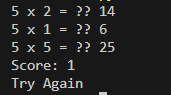 5 x 2 = ?? 14
5 x 1 = ?? 6
5 x 5 = ?? 25
Score: 1
Try Again